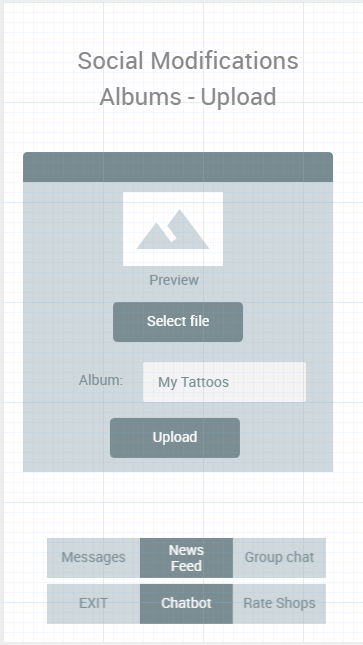 Social Modifications
Albums - Upload
Preview
Select file
Album: My Tattoos
Upload
Messages News Feed Group chat
EXIT Chatbot Rate Shops